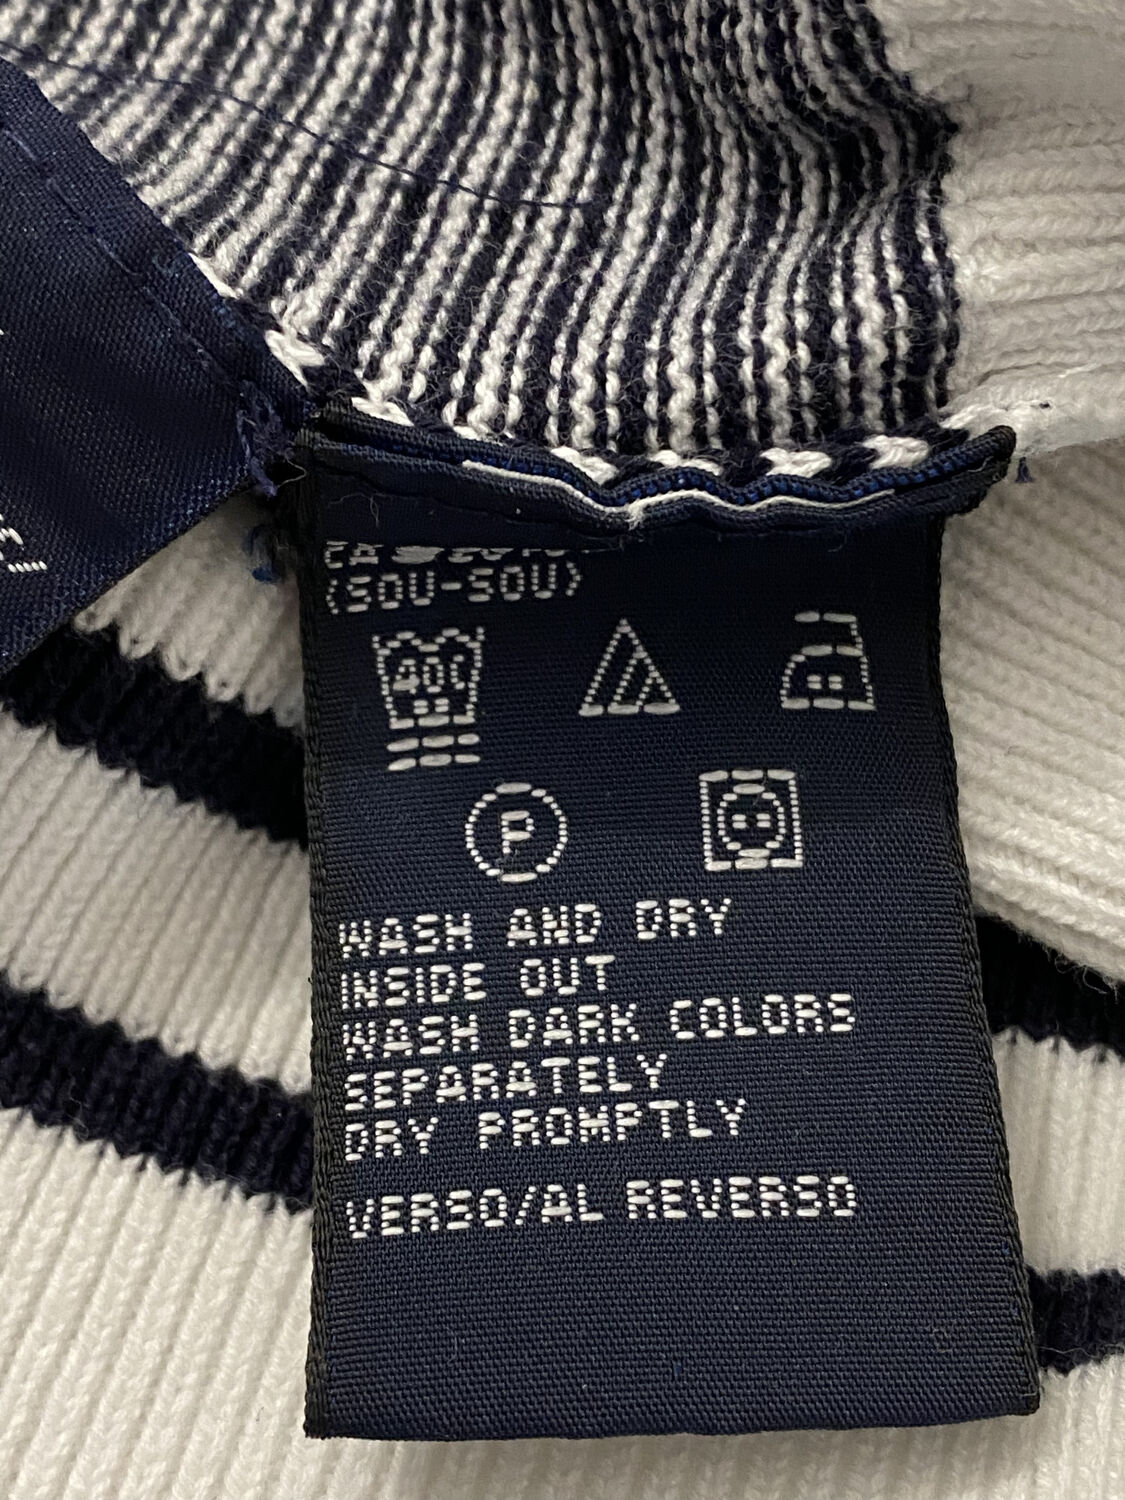 (SOU-SOU)
40C
P
WASH AND DRY
INSIDE OUT
WASH DARK COLORS
SEPARATELY
DRY PROMPTLY
VERSO/AL REVERSO